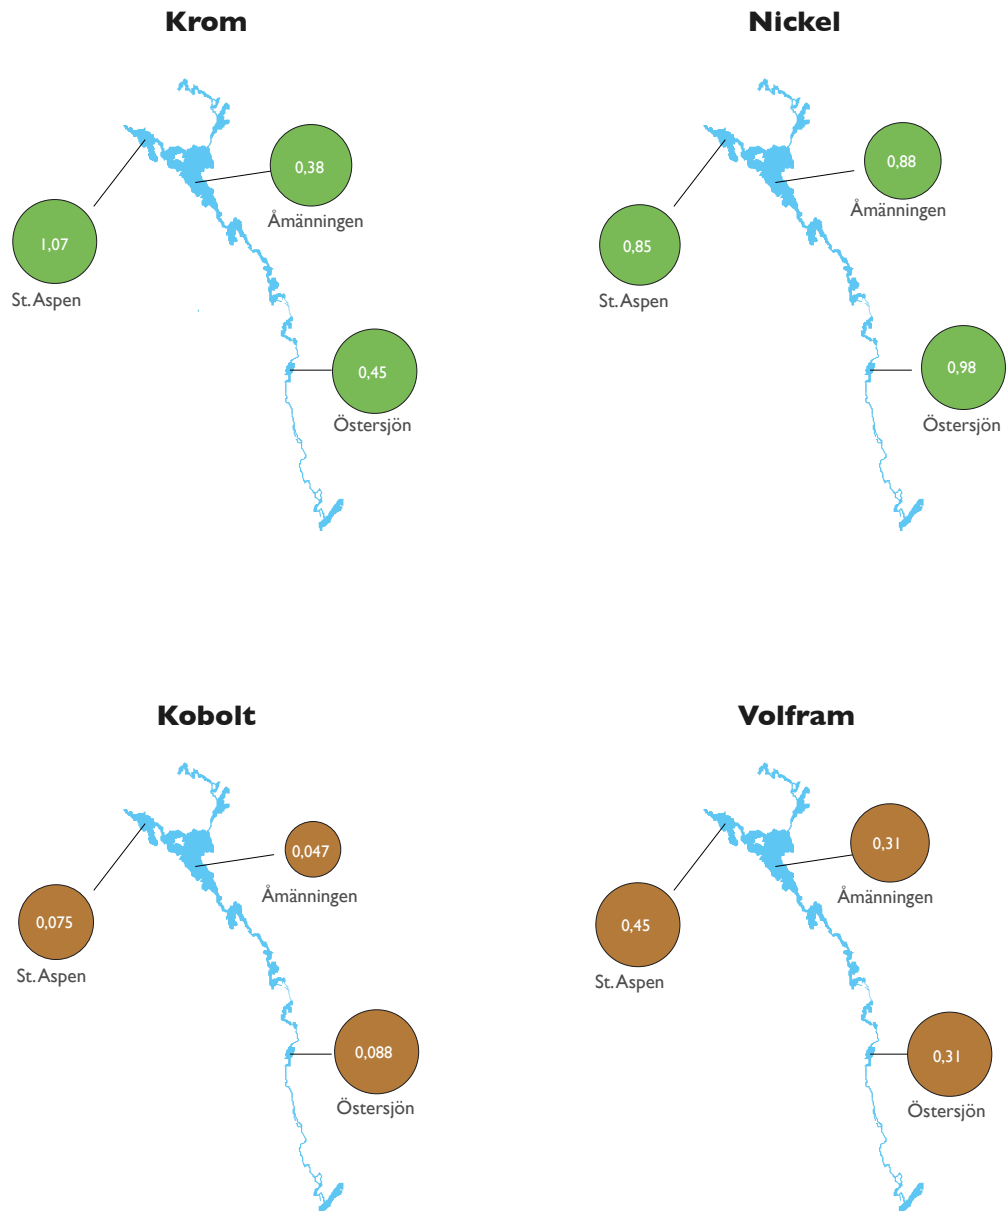 Krom
0,38
Åmänningen
1,07
St. Aspen
0,45
Östersjön
Nickel
0,88
Åmänningen
0,85
St. Aspen
0,98
Östersjön
Kobolt
0,047
Åmänningen
0,075
St. Aspen
0,088
Östersjön
Volfram
0,31
Åmänningen
0,45
St. Aspen
0,31
Östersjön